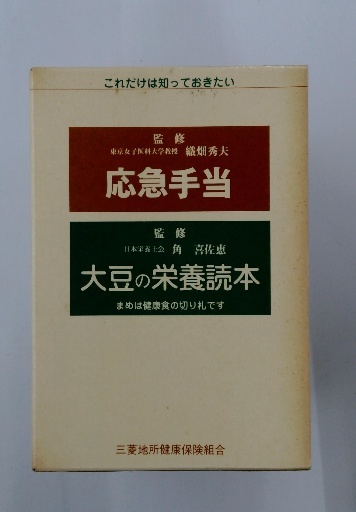 これだけは知っておきたい
監修
東京女子医科大学教授 織畑秀夫
応急手当
監修
日本栄養士会 角 喜佐恵
大豆の栄養読本
まめは健康食の切り札です
三菱地所健康保険組合